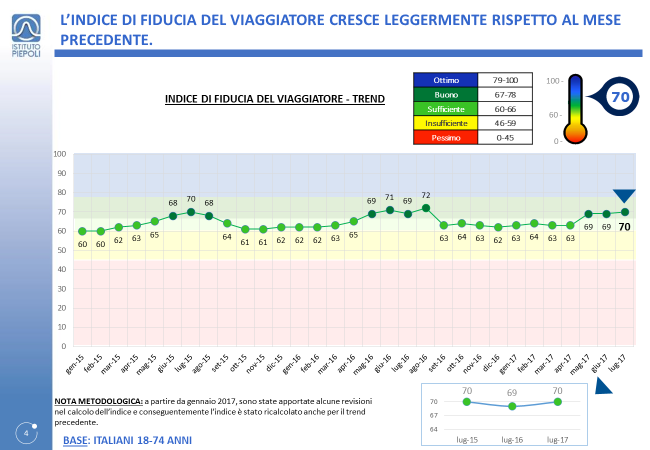 L'INDICE DI FIDUCIA DEL VIAGGIATORE CRESCE LEGGERMENTE RISPETTO AL MESE
PRECEDENTE.
ISTITUTO
PIEPOLI
INDICE DI FIDUCIA DEL VIAGGIATORE - TREND
Ottimo 79-100
Buono 67-78
Sufficiente 60-66
Insufficiente 46-59
Pessimo 0-45
100
60
0
70
100
90
80
70
60
50
40
30
20
10
0
60 60 62 63 65 68 70 68 64 61 61 62 62 62 63 65 69 71 69 72 63 64 63 62 63 64 63 63 69 69 70
gen-15 feb-15 mar-15 apr-15 mag-15 giu-15 lug-15 ago-15 set-15 ott-15 nov-15 dic-15 gen-16 feb-16 mar-16 apr-16 mag-16 giu-16 lug-16 ago-16 set-16 ott-16 nov-16 dic-16 gen-17 feb-17 mar-17 apr-17 mag-17 giu-17 lug-17
NOTA METODOLOGICA: a partire da gennaio 2017, sono state apportate alcune revisioni
nel calcolo dell'indice e conseguentemente l'indice è stato ricalcolato anche per il trend
precedente.
70 69 70
70
67
64
lug-15 lug-16 lug-17
4
BASE: ITALIANI 18-74 ANNI